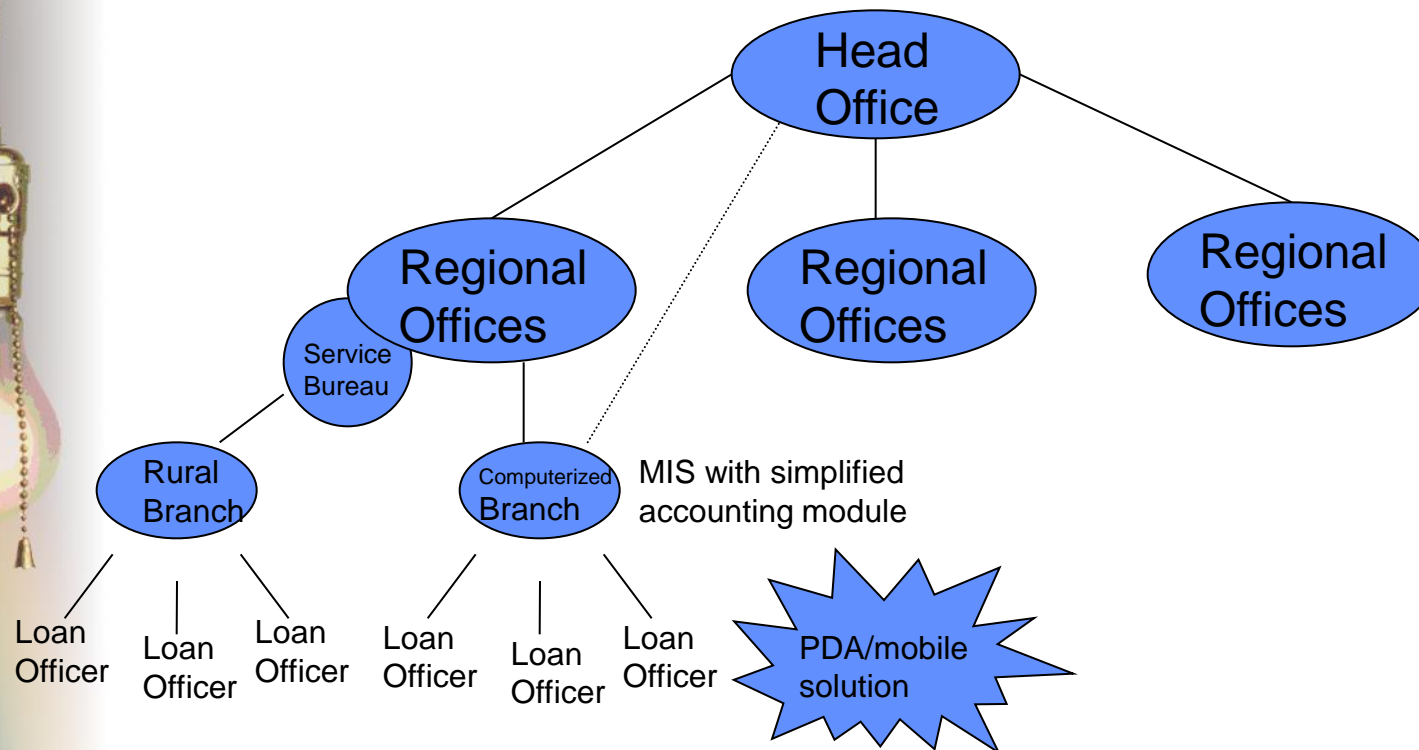 Head
Office
Regional
Offices
Regional
Offices
Regional
Offices
Service
Bureau
Rural
Branch
Computerized
Branch
MIS with simplified
accounting module
Loan
Officer
Loan
Officer
Loan
Officer
Loan
Officer
Loan
Officer
Loan
Officer
PDA/mobile
solution